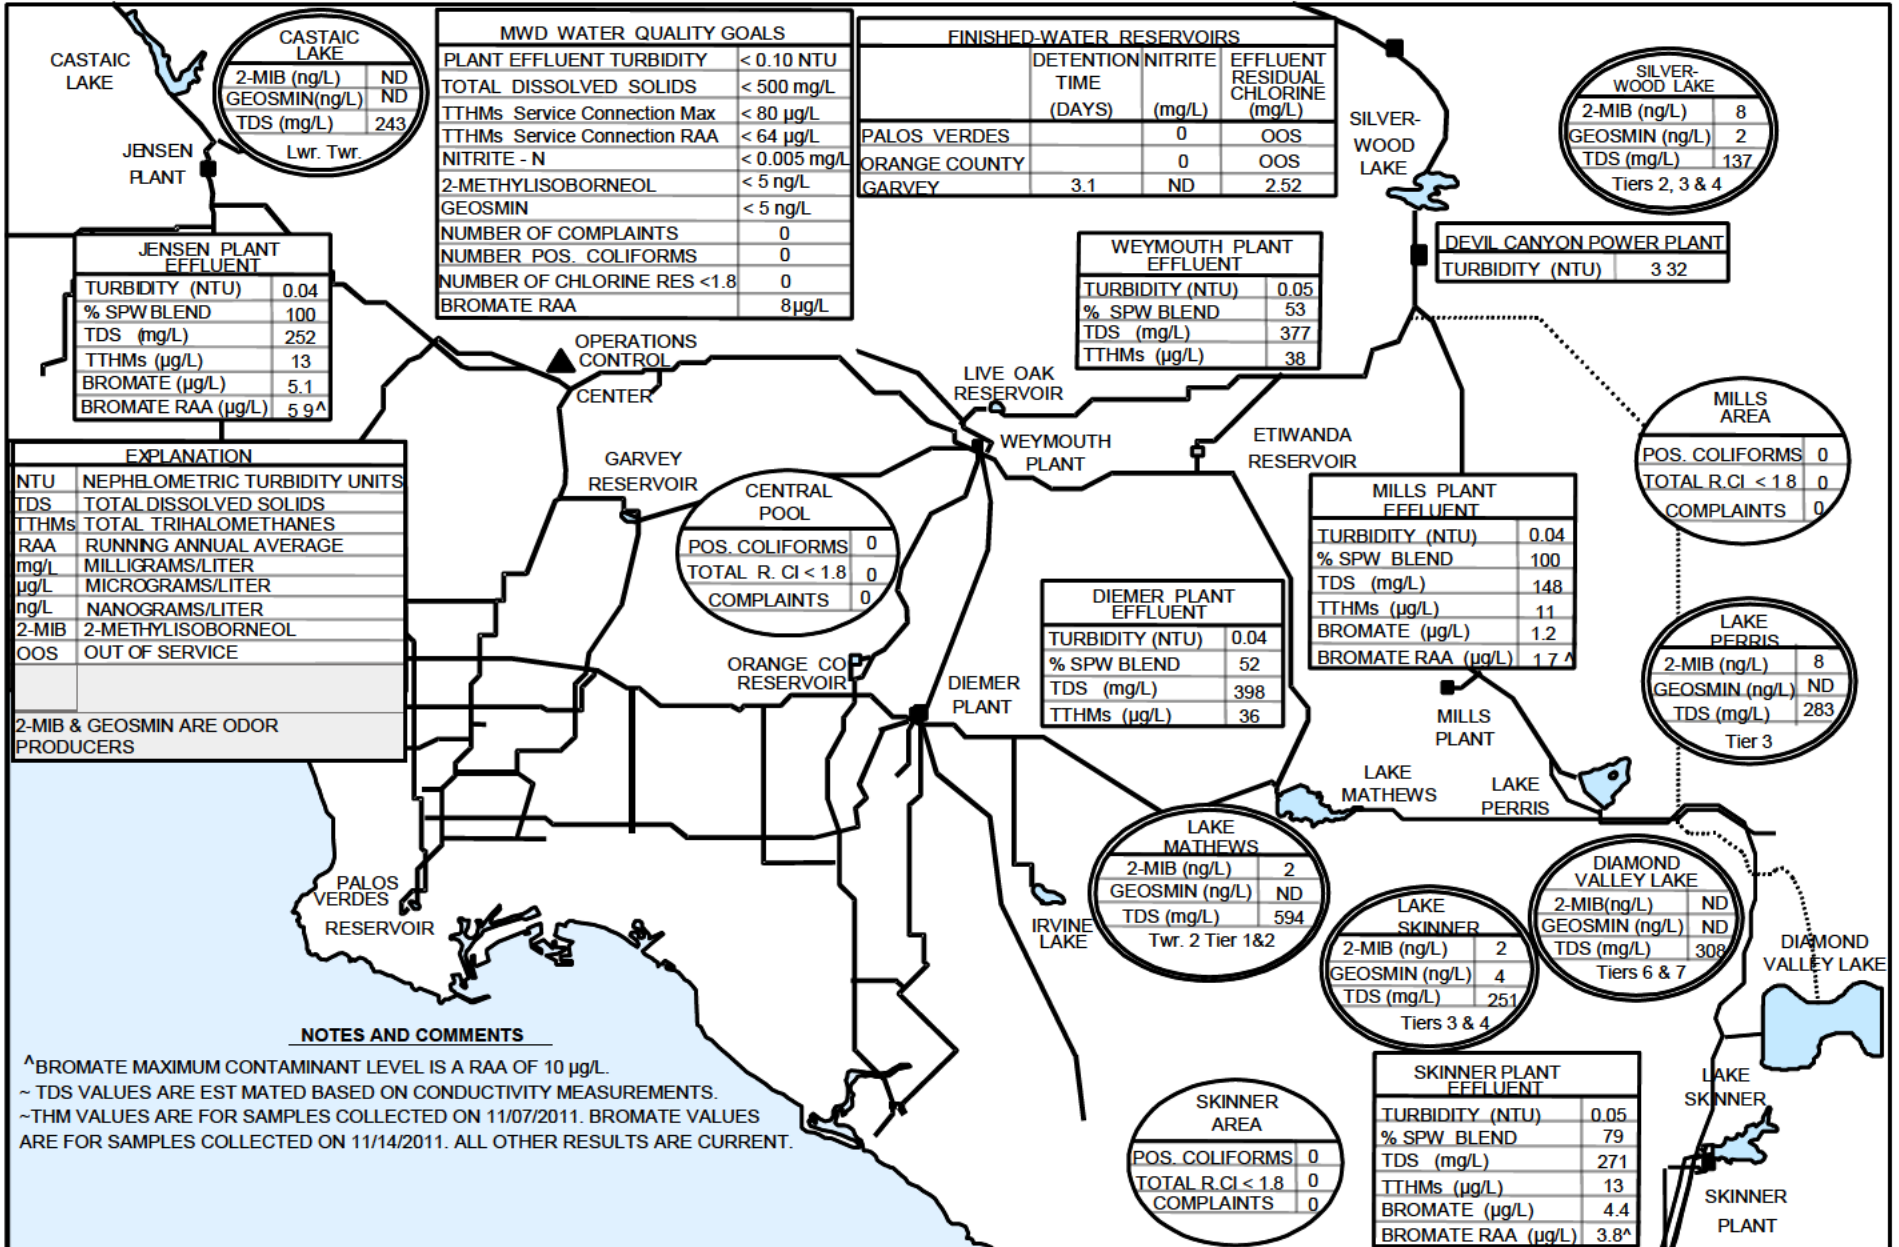 CASTAIC
LAKE
CASTAIC
LAKE
2-MIB (ng/L) ND
GEOSMIN(ng/L) ND
TDS (mg/L) 243
Lwr. Twr.
JENSEN
PLANT
MWD WATER QUALITY GOALS
PLANT EFFLUENT TURBIDITY < 0.10 NTU
TOTAL DISSOLVED SOLIDS < 500 mg/L
TTHMs Service Connection Max < 80 µg/L
TTHMs Service Connection RAA < 64 µg/L
NITRITE - N < 0.005 mg/L
2-METHYLISOBORNEOL < 5 ng/L
GEOSMIN < 5 ng/L
NUMBER OF COMPLAINTS 0
NUMBER POS. COLIFORMS 0
NUMBER OF CHLORINE RES <1.8 0
BROMATE RAA 8µg/L
FINISHED-WATER RESERVOIRS
DETENTION NITRITE EFFLUENT
RESIDUAL
TIME CHLORINE
(DAYS) (mg/L) (mg/L)
PALOS VERDES 0 OOS
ORANGE COUNTY 0 OOS
GARVEY 3.1 ND 2.52
SILVER-
WOOD
LAKE
SILVER-
WOOD LAKE
2-MIB (ng/L) 8
GEOSMIN (ng/L) 2
TDS (mg/L) 137
Tiers 2, 3 & 4
JENSEN PLANT
EFFLUENT
TURBIDITY (NTU) 0.04
% SPW BLEND 100
TDS (mg/L) 252
TTHMs (µg/L) 13
BROMATE (µg/L) 5.1
BROMATE RAA (µg/L) 5 9^
WEYMOUTH PLANT
EFFLUENT
TURBIDITY (NTU) 0.05
% SPW BLEND 53
TDS (mg/L) 377
TTHMs (µg/L) 38
DEVIL CANYON POWER PLANT
TURBIDITY (NTU) 3 32
OPERATIONS
CONTROL
CENTER
LIVE OAK
RESERVOIR
WEYMOUTH
PLANT
ETIWANDA
RESERVOIR
GARVEY
RESERVOIR
MILLS
AREA
POS. COLIFORMS 0
TOTAL R.Cl < 1 8 0
COMPLAINTS 0
EXPLANATION
NTU NEPHELOMETRIC TURBIDITY UNITS
TDS TOTAL DISSOLVED SOLIDS
TTHMs TOTAL TRIHALOMETHANES
RAA RUNNING ANNUAL AVERAGE
mg/L MILLIGRAMS/LITER
µg/L MICROGRAMS/LITER
ng/L NANOGRAMS/LITER
2-MIB 2-METHYLISOBORNEOL
OOS OUT OF SERVICE
2-MIB & GEOSMIN ARE ODOR
PRODUCERS
CENTRAL
POOL
POS. COLIFORMS 0
TOTAL R. Cl < 1.8 0
COMPLAINTS 0
MILLS PLANT
EFFLUENT
TURBIDITY (NTU) 0.04
% SPW BLEND 100
TDS (mg/L) 148
TTHMs (µg/L) 11
BROMATE (µg/L) 1.2
BROMATE RAA (µg/L) 1 7 ^
DIEMER PLANT
EFFLUENT
TURBIDITY (NTU) 0.04
% SPW BLEND 52
TDS (mg/L) 398
TTHMs (µg/L) 36
LAKE
PERRIS
2-MIB (ng/L) 8
GEOSMIN (ng/L) ND
TDS (mg/L) 283
Tier 3
ORANGE CO
RESERVOIR
DIEMER
PLANT
MILLS
PLANT
LAKE
MATHEWS
LAKE
PERRIS
LAKE
MATHEWS
2-MIB (ng/L) 2
GEOSMIN (ng/L) ND
TDS (mg/L) 594
Twr. 2 Tier 1&2
DIAMOND
VALLEY LAKE
2-MIB(ng/L) ND
GEOSMIN (ng/L) ND
TDS (mg/L) 308
Tiers 6 & 7
LAKE
SKINNER
2-MIB (ng/L) 2
GEOSMIN (ng/L) 4
TDS (mg/L) 251
Tiers 3 & 4
PALOS
VERDES
RESERVOIR
IRVINE
LAKE
DIAMOND
VALLEY LAKE
NOTES AND COMMENTS
^BROMATE MAXIMUM CONTAMINANT LEVEL IS A RAA OF 10 µg/L.
~ TDS VALUES ARE EST MATED BASED ON CONDUCTIVITY MEASUREMENTS.
~THM VALUES ARE FOR SAMPLES COLLECTED ON 11/07/2011. BROMATE VALUES
ARE FOR SAMPLES COLLECTED ON 11/14/2011. ALL OTHER RESULTS ARE CURRENT.
SKINNER
AREA
POS. COLIFORMS 0
TOTAL R.Cl < 1.8 0
COMPLAINTS 0
SKINNER PLANT
EFFLUENT
TURBIDITY (NTU) 0.05
% SPW BLEND 79
TDS (mg/L) 271
TTHMs (µg/L) 13
BROMATE (µg/L) 4.4
BROMATE RAA (µg/L) 3.8^
LAKE
SKINNER
SKINNER
PLANT